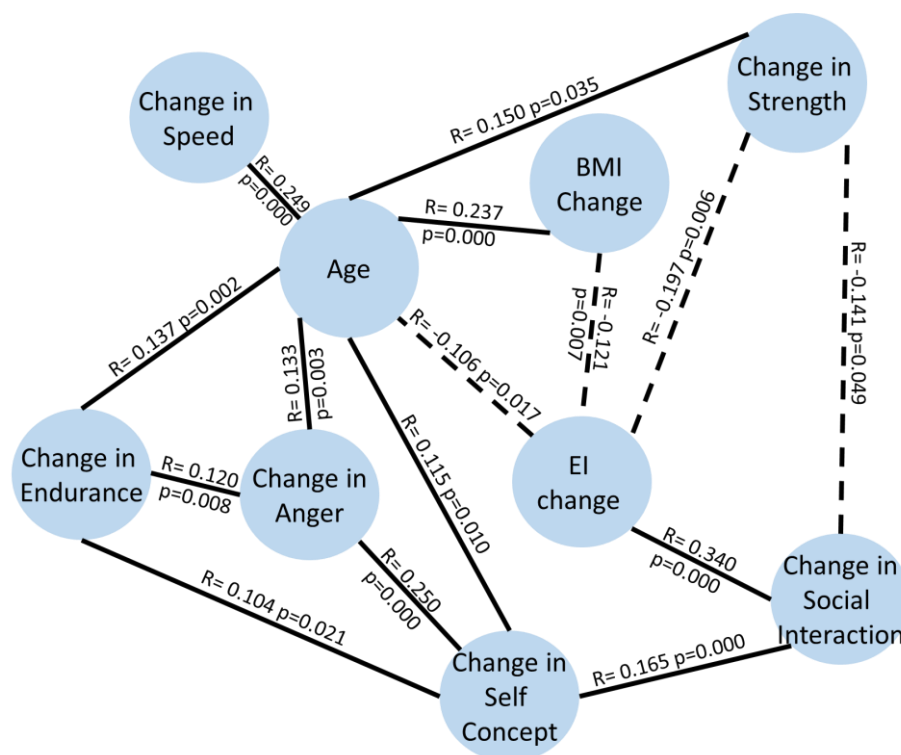 Change in
Strength
Change in
Speed
R= 0.150 p=0.035
BMI
Change
R= 0.249
p=0.000
R= 0.237
p=0.000
R= -0.197 p=0.006
R= -0.141 p=0.049
Age
R= 0.137 p=0.002
R= -0.121
p=0.007
R= -0.106 p=0.017
R= 0.133
p=0.003
R= 0.115 p=0.010
Change in
Endurance
R= 0.120
p=0.008
Change in
Anger
EI
change
R= 0.340
p=0.000
R= 0.250
p=0.000
Change in
Social
Interaction
R= 0.104 p=0.021
R= 0.165 p=0.000
Change in
Self
Concept